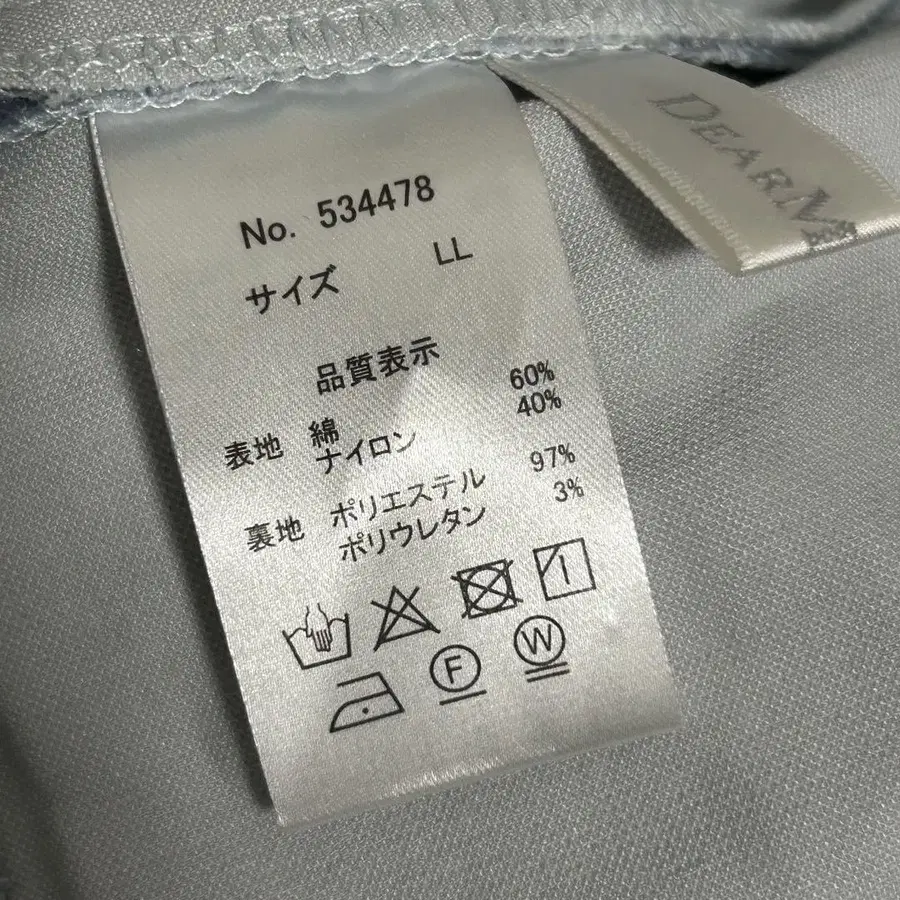 No. 534478
サイズ LL
品質表示
表地 綿 60%
ナイロン 40%
裏地 ポリエステル 97%
ポリウレタン 3%
F W
DEAR